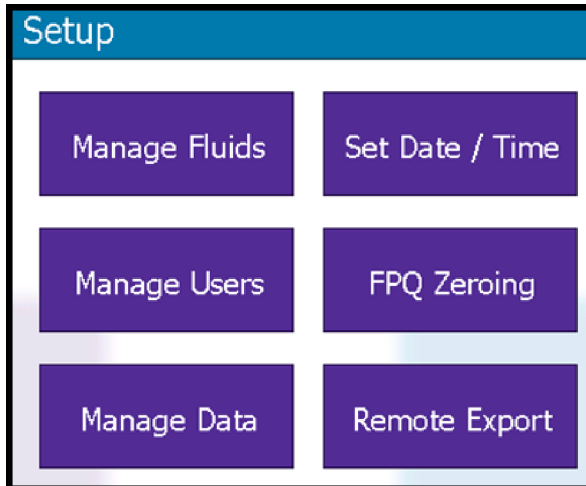 Setup
Manage Fluids
Set Date / Time
Manage Users
FPQ Zeroing
Manage Data
Remote Export